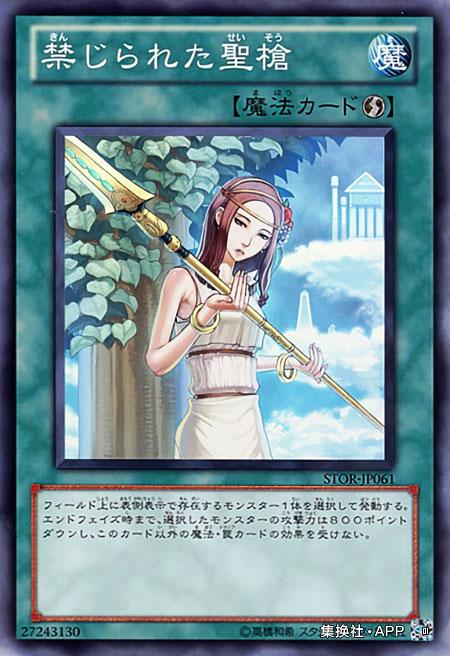 禁じられた聖槍
魔
【魔法カード】
STOR-JP061
フィールド上に表側表示で存在するモンスター1体を選択して発動する。
エンドフェイズ時まで、選択したモンスターの攻撃力は800ポイント
ダウンし、このカード以外の魔法・罠カードの効果を受けない。
27243130
©高橋和希 スタ
集換社・APP